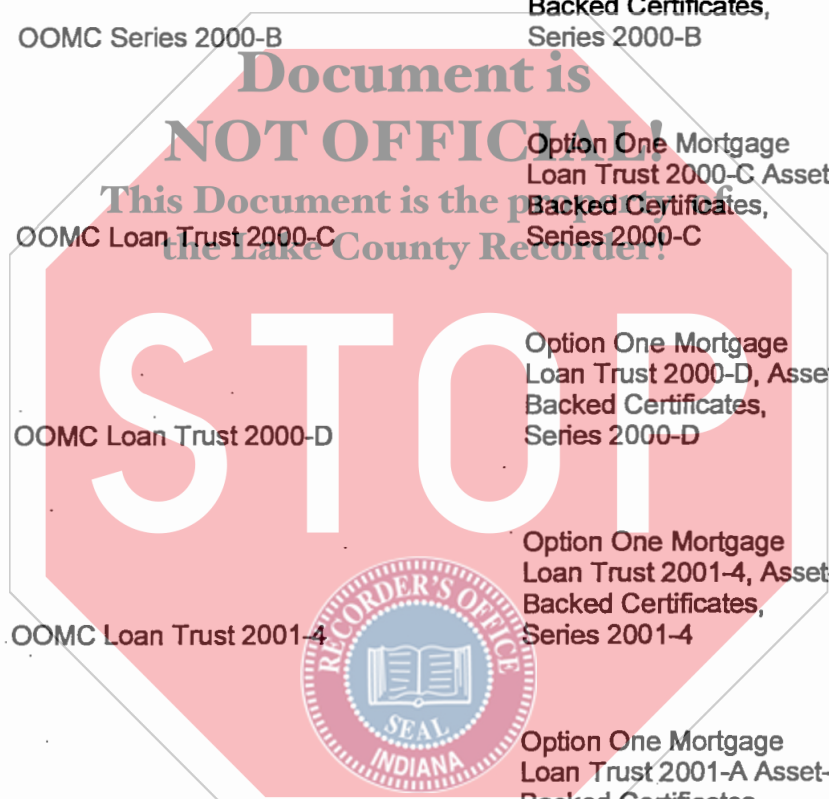 Backed Certificates,
OOMC Series 2000-B
Series 2000-B
Document is
NOT OFFICIAL!
This Document is the property of
the Lake County Recorder!
Option One Mortgage
Loan Trust 2000-C Asset
Backed Certificates,
OOMC Loan Trust 2000-C
Series 2000-C
STOP
Option One Mortgage
Loan Trust 2000-D, Asset
Backed Certificates,
OOMC Loan Trust 2000-D
Series 2000-D
Option One Mortgage
Loan Trust 2001-4, Asset-
Backed Certificates,
OOMC Loan Trust 2001-4
Series 2001-4
RECORDER'S OFFICE
SEAL
INDIANA
Option One Mortgage
Loan Trust 2001-A Asset-
Backed Certificates